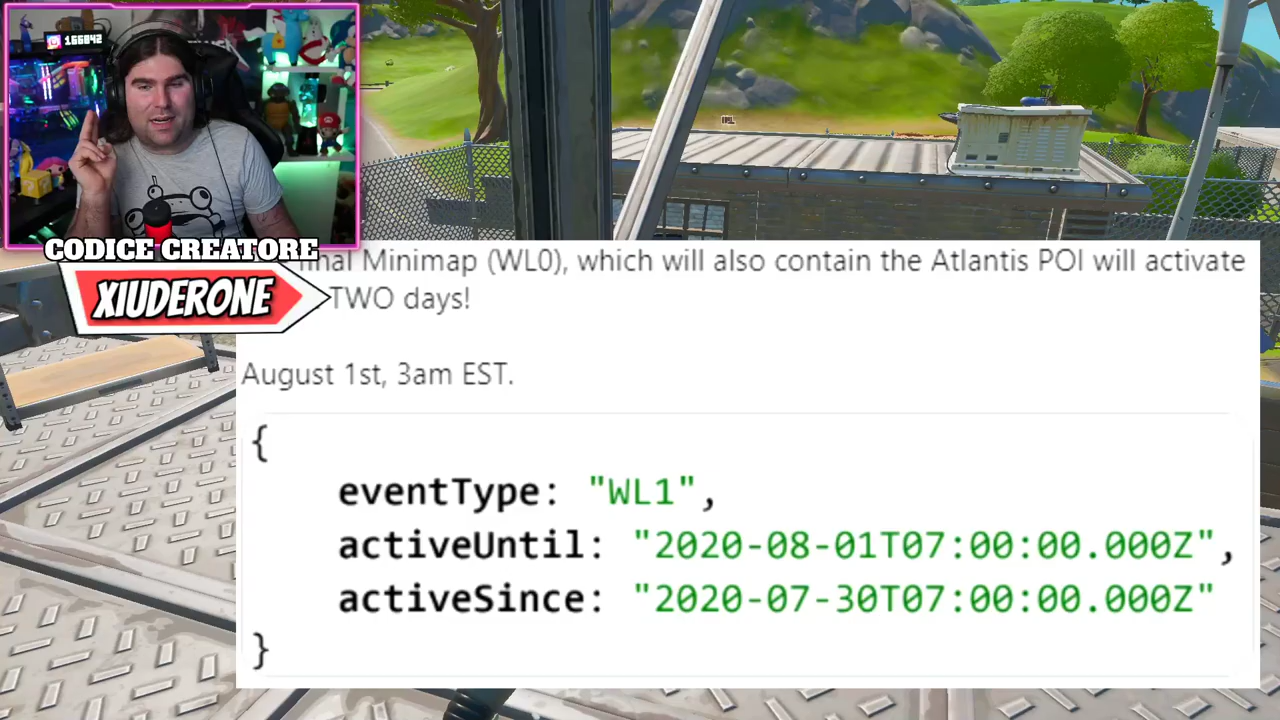 166842
CODICE CREATORE
XIUDERONE
Minimap (WL0), which will also contain the Atlantis POI will activate
TWO days!
August 1st, 3am EST.
{
eventType: "WL1",
activeUntil: "2020-08-01T07:00:00.000Z",
activeSince: "2020-07-30T07:00:00.000Z"
}